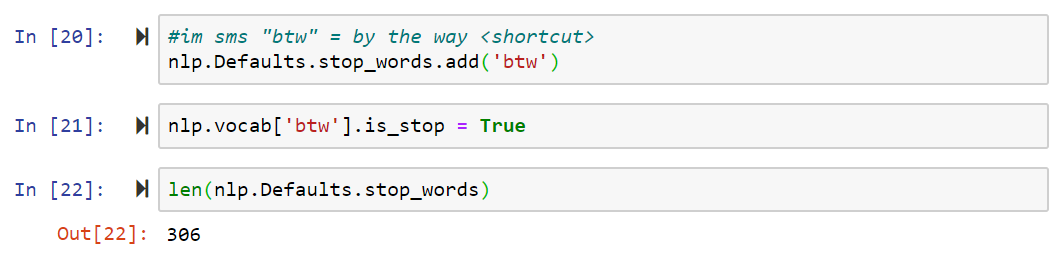 In [20]: #im sms "btw" = by the way <shortcut>
nlp.Defaults.stop_words.add('btw')
In [21]: nlp.vocab['btw'].is_stop = True
In [22]: len(nlp.Defaults.stop_words)
Out[22]: 306